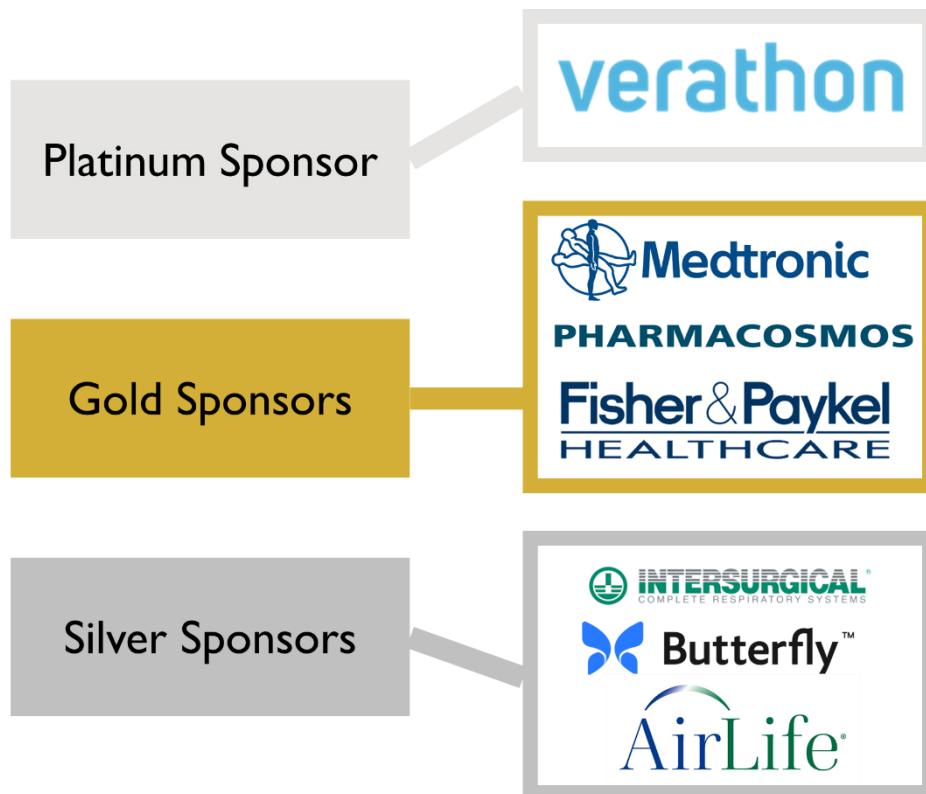 Platinum Sponsor
verathon
Gold Sponsors
Medtronic
PHARMACOSMOS
Fisher&Paykel
HEALTHCARE
Silver Sponsors
INTERSURGICAL®
COMPLETE RESPIRATORY SYSTEMS
Butterfly™
AirLife®